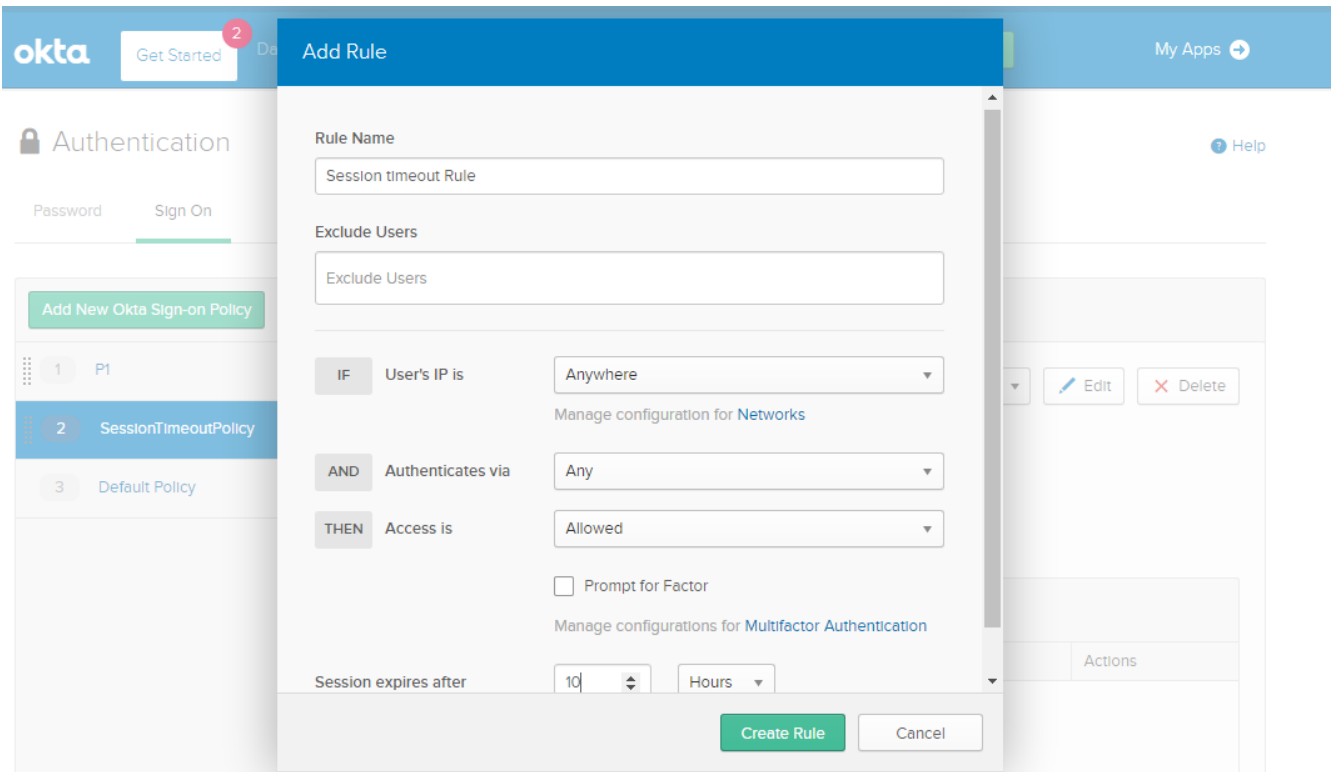 okta
Get Started
2
Da
Add Rule
My Apps
Authentication
Help
Password
Sign On
Rule Name
Session timeout Rule
Exclude Users
Exclude Users
Add New Okta Sign-on Policy
1 P1
2 SessionTimeoutPolicy
3 Default Policy
IF User's IP is Anywhere
Manage configuration for Networks
Edit
Delete
AND Authenticates via Any
THEN Access is Allowed
Prompt for Factor
Manage configurations for Multifactor Authentication
Actions
Session expires after 10 Hours
Create Rule
Cancel